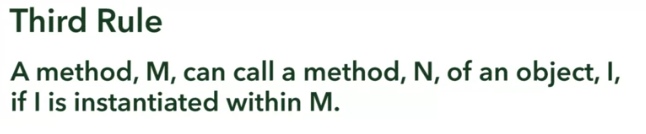 Third Rule
A method, M, can call a method, N, of an object, I,
if I is instantiated within M.